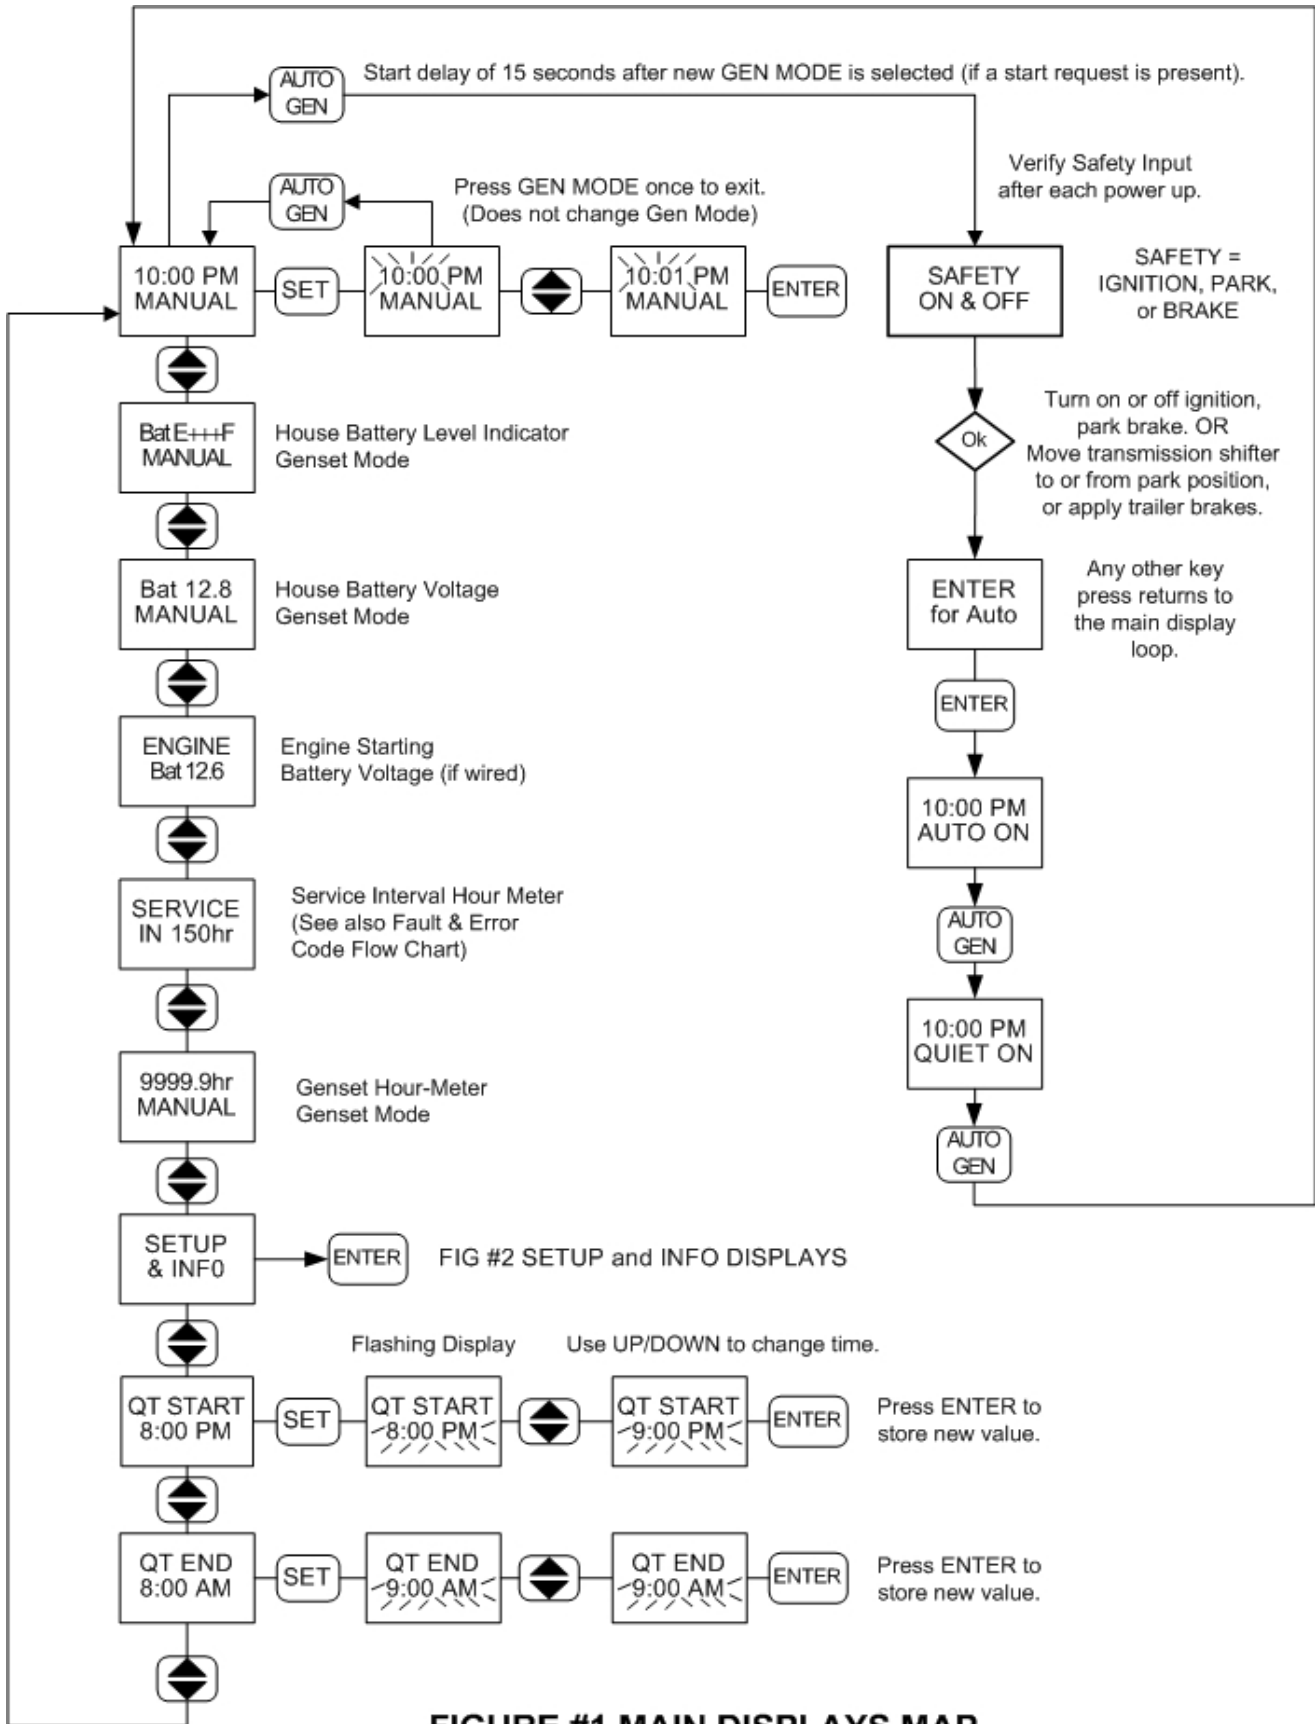 AUTO
GEN
Start delay of 15 seconds after new GEN MODE is selected (if a start request is present).
Verify Safety Input
after each power up.
AUTO
GEN
Press GEN MODE once to exit.
(Does not change Gen Mode)
10:00 PM
MANUAL
SET
10:00 PM
MANUAL
10:01 PM
MANUAL
ENTER
SAFETY
ON & OFF
SAFETY =
IGNITION, PARK,
or BRAKE
Bat E+++F
MANUAL
House Battery Level Indicator
Genset Mode
Ok
Turn on or off ignition,
park brake. OR
Move transmission shifter
to or from park position,
or apply trailer brakes.
Bat 12.8
MANUAL
House Battery Voltage
Genset Mode
ENTER
for Auto
Any other key
press returns to
the main display
loop.
ENTER
ENGINE
Bat 12.6
Engine Starting
Battery Voltage (if wired)
10:00 PM
AUTO ON
SERVICE
IN 150hr
Service Interval Hour Meter
(See also Fault & Error
Code Flow Chart)
AUTO
GEN
10:00 PM
QUIET ON
9999.9hr
MANUAL
Genset Hour-Meter
Genset Mode
AUTO
GEN
SETUP
& INF0
ENTER
FIG #2 SETUP and INFO DISPLAYS
Flashing Display
Use UP/DOWN to change time.
QT START
8:00 PM
SET
QT START
8:00 PM
QT START
9:00 PM
ENTER
Press ENTER to
store new value.
QT END
8:00 AM
SET
QT END
9:00 AM
QT END
9:00 AM
ENTER
Press ENTER to
store new value.
FIGURE #1 MAIN DISPLAYS MAP